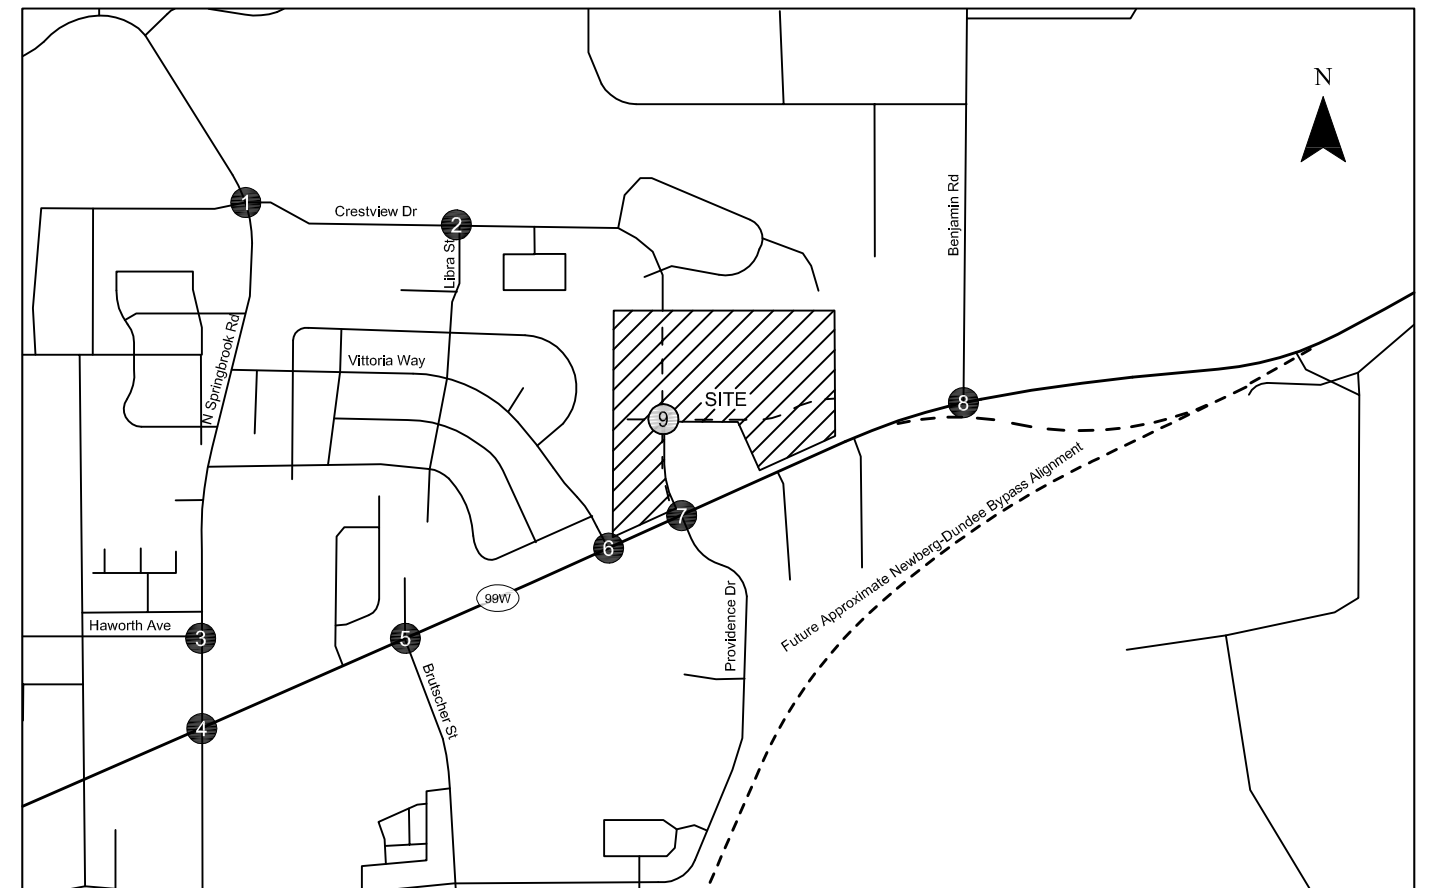 N
Benjamin Rd
1
Crestview Dr
2
Libra St
N Springbrook Rd
Vittoria Way
SITE
8
9
7
6
Future Approximate Newberg-Dundee Bypass Alignment
99W
Providence Dr
Haworth Ave
3
5
Brutscher St
4